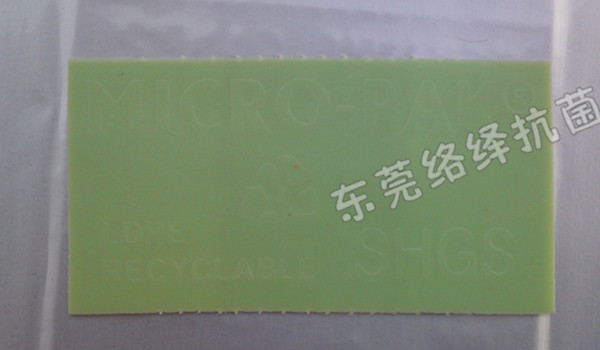 MICRO-PAK®
东莞络绎抗菌
LDPE
RECYCLABLE
SHGS